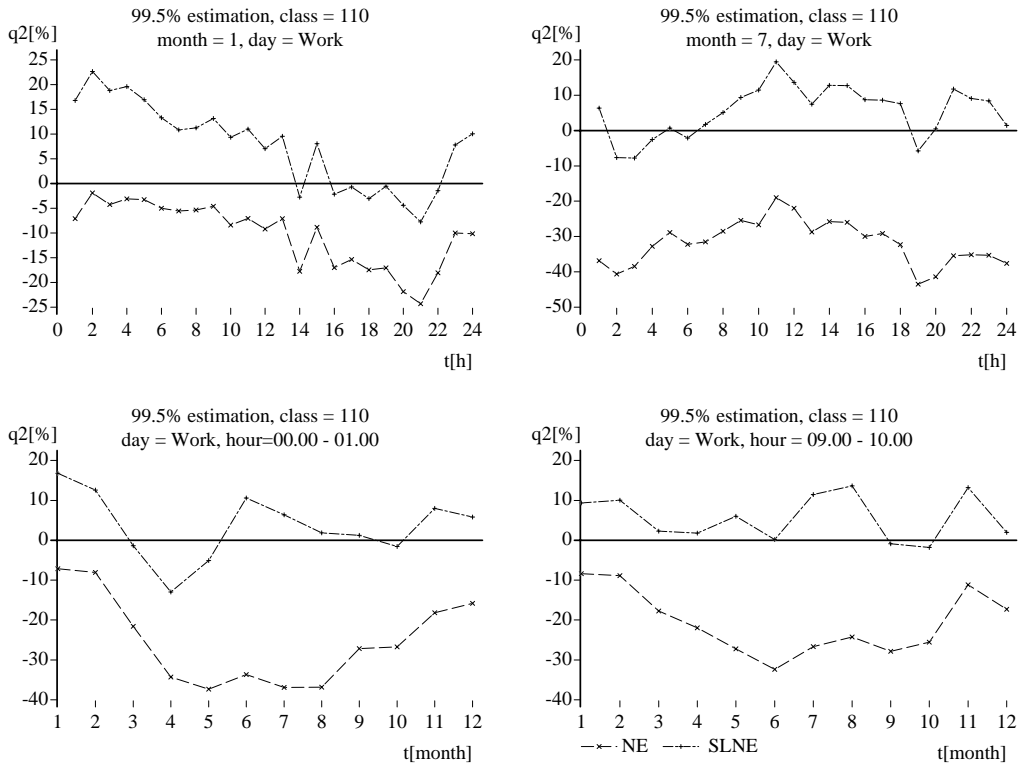 99.5% estimation, class = 110
month = 1, day = Work
q2[%]
25
20
15
10
5
0
-5
-10
-15
-20
-25
0 2 4 6 8 10 12 14 16 18 20 22 24
t[h]
99.5% estimation, class = 110
month = 7, day = Work
q2[%]
20
10
0
-10
-20
-30
-40
-50
0 2 4 6 8 10 12 14 16 18 20 22 24
t[h]
99.5% estimation, class = 110
day = Work, hour=00.00 - 01.00
q2[%]
20
10
0
-10
-20
-30
-40
1 2 3 4 5 6 7 8 9 10 11 12
t[month]
99.5% estimation, class = 110
day = Work, hour = 09.00 - 10.00
q2[%]
20
10
0
-10
-20
-30
-40
1 2 3 4 5 6 7 8 9 10 11 12
NE SLNE t[month]